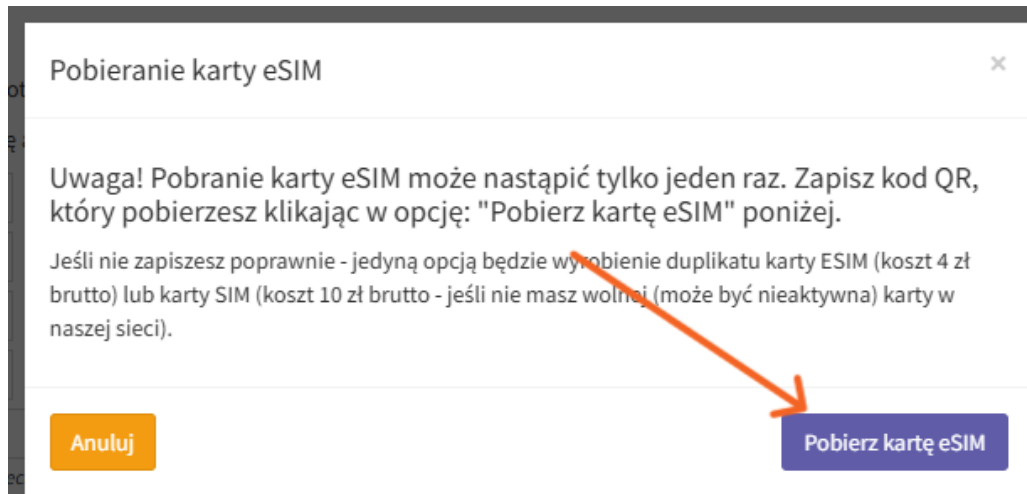 Pobieranie karty eSIM
×
Uwaga! Pobranie karty eSIM może nastąpić tylko jeden raz. Zapisz kod QR,
który pobierzesz klikając w opcję: "Pobierz kartę eSIM" poniżej.
Jeśli nie zapiszesz poprawnie - jedyną opcją będzie wyrobienie duplikatu karty ESIM (koszt 4 zł
brutto) lub karty SIM (koszt 10 zł brutto - jeśli nie masz wolnej (może być nieaktywna) karty w
naszej sieci).
Anuluj
Pobierz kartę eSIM